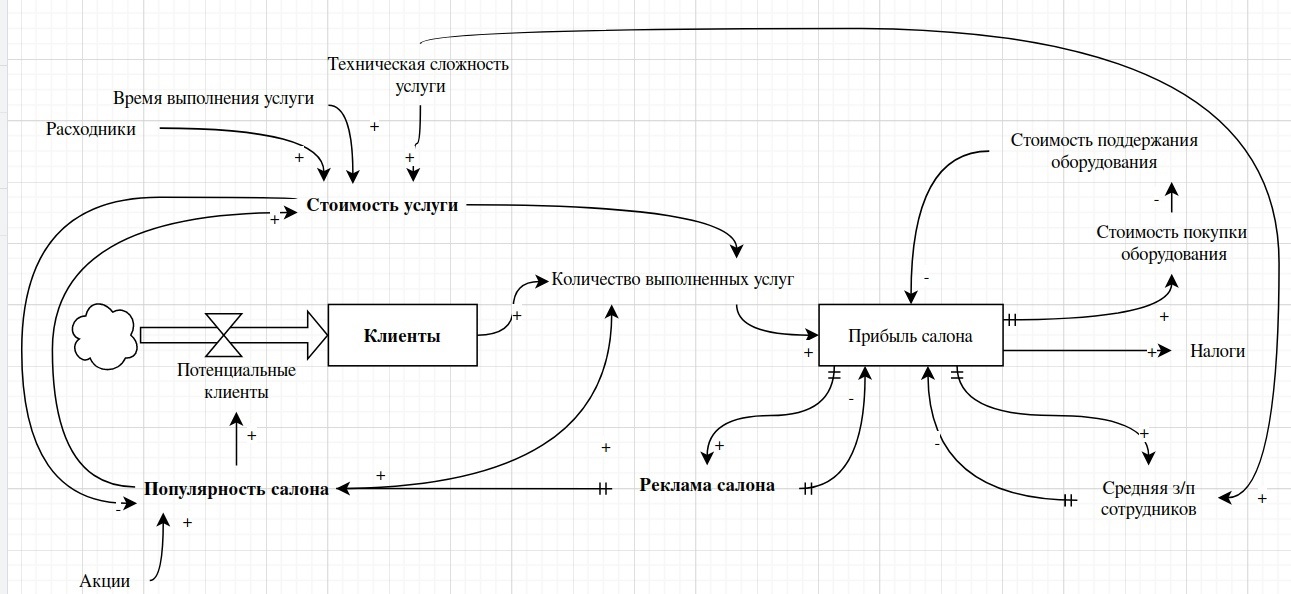 Техническая сложность
услуги
Время выполнения услуги
+
Расходники
+
+
Стоимость поддержания
оборудования
-
Стоимость услуги
+
Стоимость покупки
оборудования
Количество выполненных услуг
-
+
+
Клиенты
Прибыль салона
+
+
Налоги
Потенциальные
клиенты
-
+
+
-
+
+
+
Популярность салона
Реклама салона
Средняя з/п
сотрудников
+
-
+
Акции